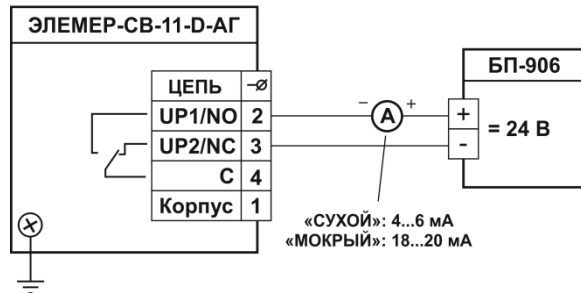 ЭЛЕМЕР-СВ-11-D-АГ
БП-906
ЦЕПЬ
UP1/NO 2
UP2/NC 3
С 4
Корпус 1
− А +
+
-
= 24 В
«СУХОЙ»: 4...6 мА
«МОКРЫЙ»: 18...20 мА